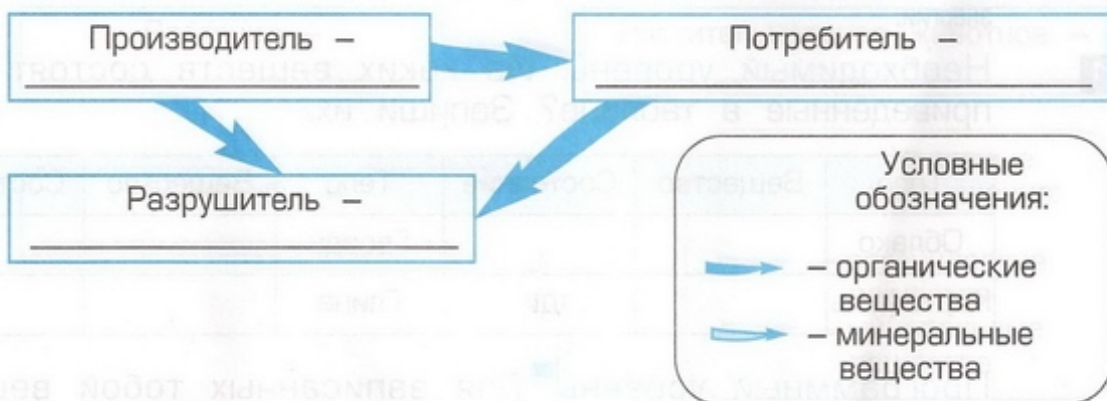 Производитель –
Потребитель –
Разрушитель –
Условные
обозначения:
– органические
вещества
– минеральные
вещества